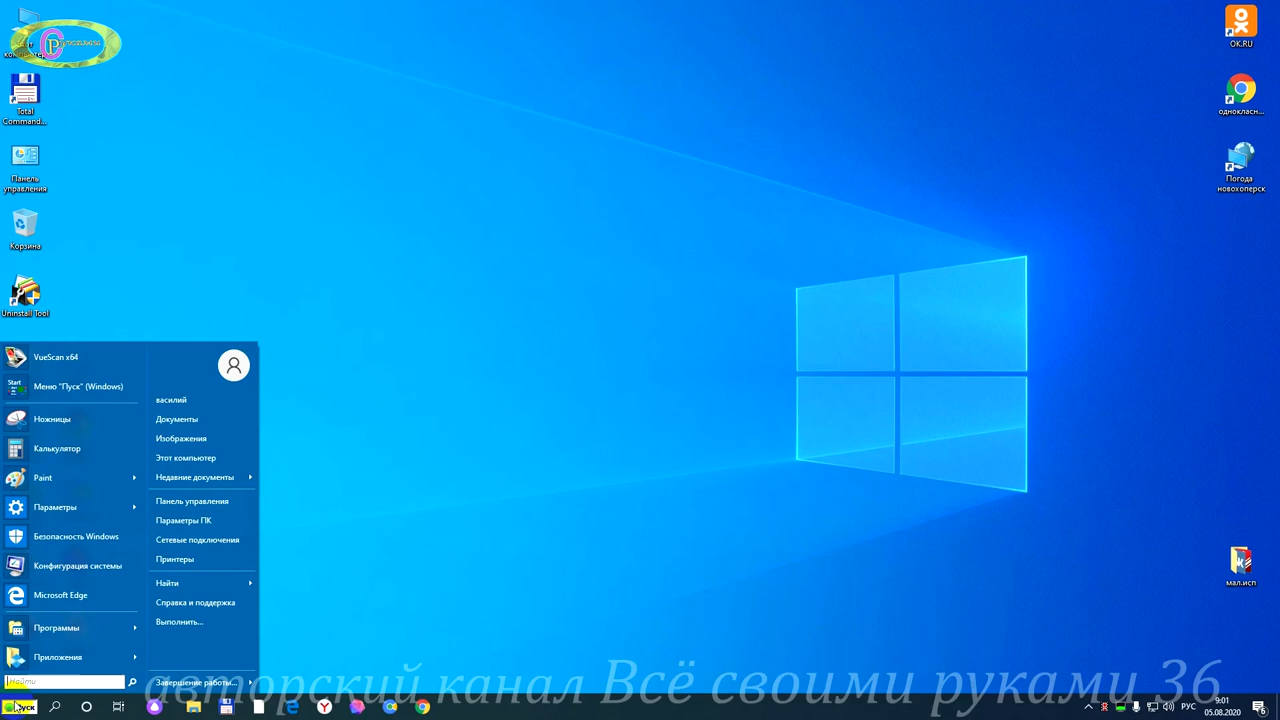 Total
Command...
Панель
управления
Корзина
Uninstall Tool
OK.RU
однокласн...
Погода
новохоперск
мал.исп
VueScan x64
Меню "Пуск" (Windows)
Ножницы
Калькулятор
Paint
Параметры
Безопасность Windows
Конфигурация системы
Microsoft Edge
Программы
Приложения
Найти
василий
Документы
Изображения
Этот компьютер
Недавние документы
Панель управления
Параметры ПК
Сетевые подключения
Принтеры
Найти
Справка и поддержка
Выполнить...
Завершение работы...
авторский канал Всё своими руками 36
Пуск
РУС
9:01
05.08.2020
6